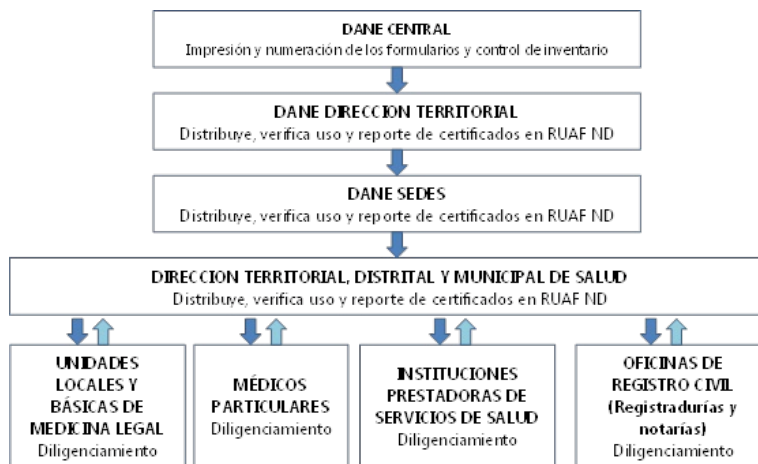 DANE CENTRAL
Impresión y numeración de los formularios y control de inventario
DANE DIRECCION TERRITORIAL
Distribuye, verifica uso y reporte de certificados en RUAF ND
DANE SEDES
Distribuye, verifica uso y reporte de certificados en RUAF ND
DIRECCION TERRITORIAL, DISTRITAL Y MUNICIPAL DE SALUD
Distribuye, verifica uso y reporte de certificados en RUAF ND
UNIDADES
LOCALES Y
BÁSICAS DE
MEDICINA LEGAL
Diligenciamiento
MÉDICOS
PARTICULARES
Diligenciamiento
INSTITUCIONES
PRESTADORAS DE
SERVICIOS DE SALUD
Diligenciamiento
OFICINAS DE
REGISTRO CIVIL
(Registradurías y
notarías)
Diligenciamiento